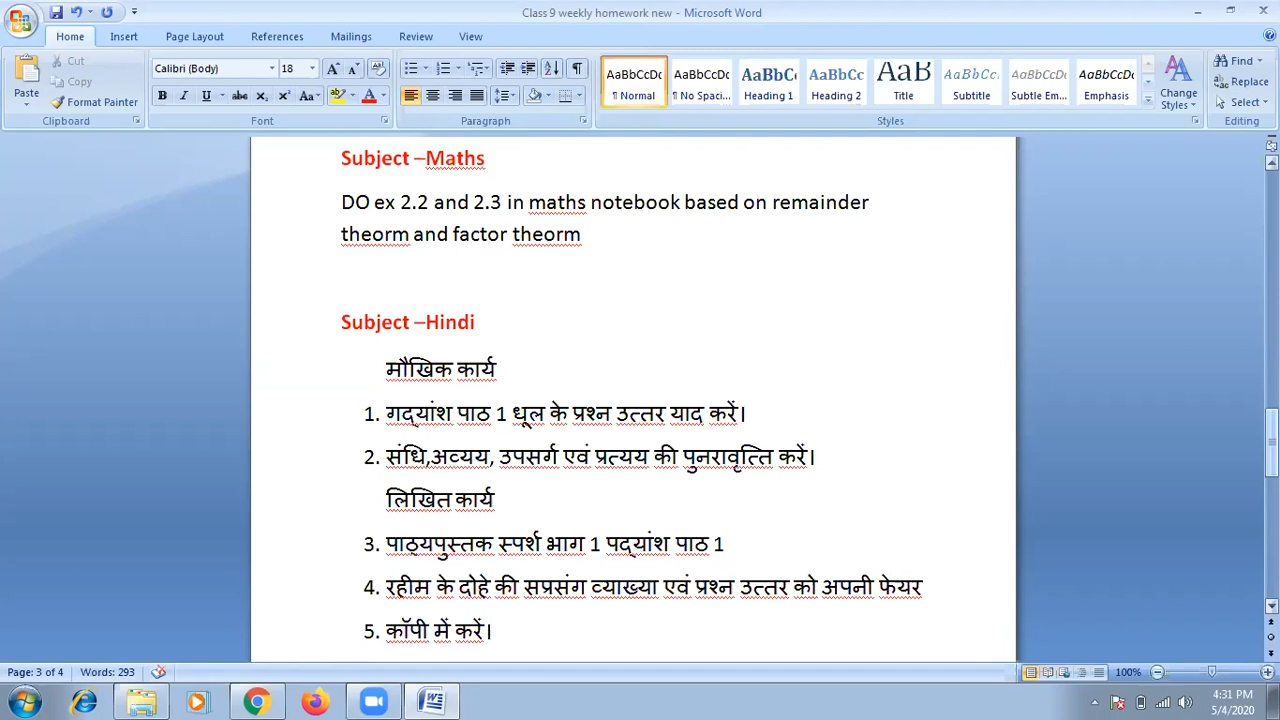 Class 9 weekly homework new - Microsoft Word
Home Insert Page Layout References Mailings Review View
Cut
Copy
Paste
Format Painter
Clipboard
Calibri (Body) 18
B I U abc X₂ X² Aa
Font
Paragraph
AaBbCcDc AaBbCcDc AaBbC AaBbCc AaB AaBbCc. AaBbCcDc AaBbCcDc
¶ Normal ¶ No Spaci... Heading 1 Heading 2 Title Subtitle Subtle Em... Emphasis
Change Styles
Styles
Find
Replace
Select
Editing
Subject –Maths
DO ex 2.2 and 2.3 in maths notebook based on remainder
theorm and factor theorm
Subject –Hindi
मौखिक कार्य
1. गद्यांश पाठ 1 धूल के प्रश्न उत्तर याद करें।
2. संधि,अव्यय, उपसर्ग एवं प्रत्यय की पुनरावृत्ति करें।
लिखित कार्य
3. पाठ्यपुस्तक स्पर्श भाग 1 पद्यांश पाठ 1
4. रहीम के दोहे की सप्रसंग व्याख्या एवं प्रश्न उत्तर को अपनी फेयर
5. कॉपी में करें।
Page: 3 of 4 Words: 293 100%
4:31 PM
5/4/2020